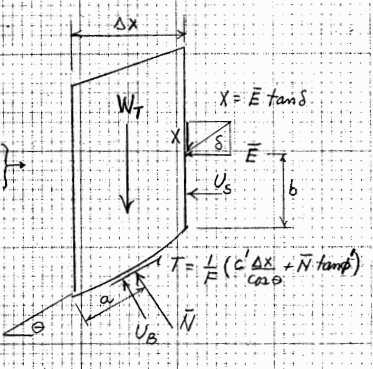 Δx
X = Ē tanδ
W_T
X
δ
Ē
U_S
b
T = 1/F (c' Δx/cosθ + N̄ tanϕ')
a
θ
U_B
N̄